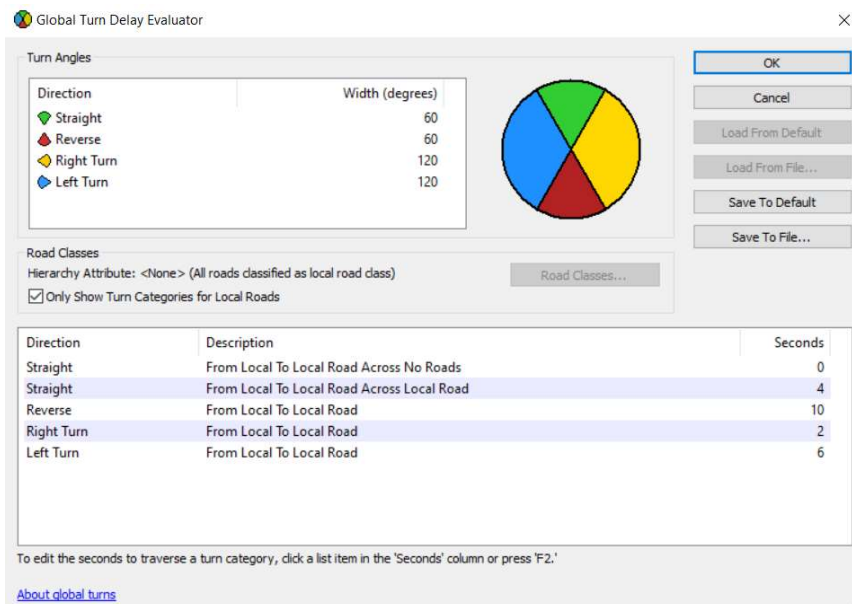 Global Turn Delay Evaluator
Turn Angles
Direction Width (degrees)
Straight 60
Reverse 60
Right Turn 120
Left Turn 120
OK
Cancel
Load From Default
Load From File...
Save To Default
Save To File...
Road Classes
Hierarchy Attribute: <None> (All roads classified as local road class)
Road Classes...
Only Show Turn Categories for Local Roads
Direction Description Seconds
Straight From Local To Local Road Across No Roads 0
Straight From Local To Local Road Across Local Road 4
Reverse From Local To Local Road 10
Right Turn From Local To Local Road 2
Left Turn From Local To Local Road 6
To edit the seconds to traverse a turn category, click a list item in the 'Seconds' column or press 'F2.'
About global turns